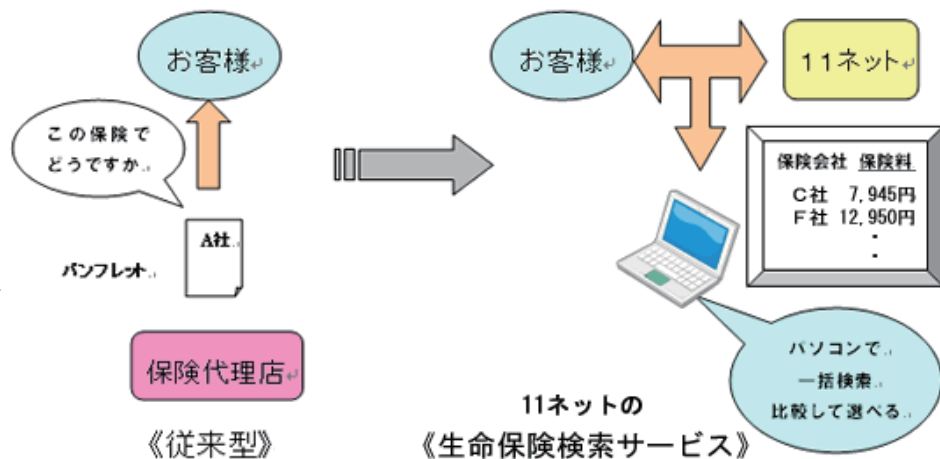 お客様
この保険で
どうですか
A社
パンフレット
保険代理店
《従来型》
お客様
11ネット
保険会社 保険料
C社 7,945円
F社 12,950円
・
・
パソコンで
一括検索
比較して選べる
11ネットの
《生命保険検索サービス》